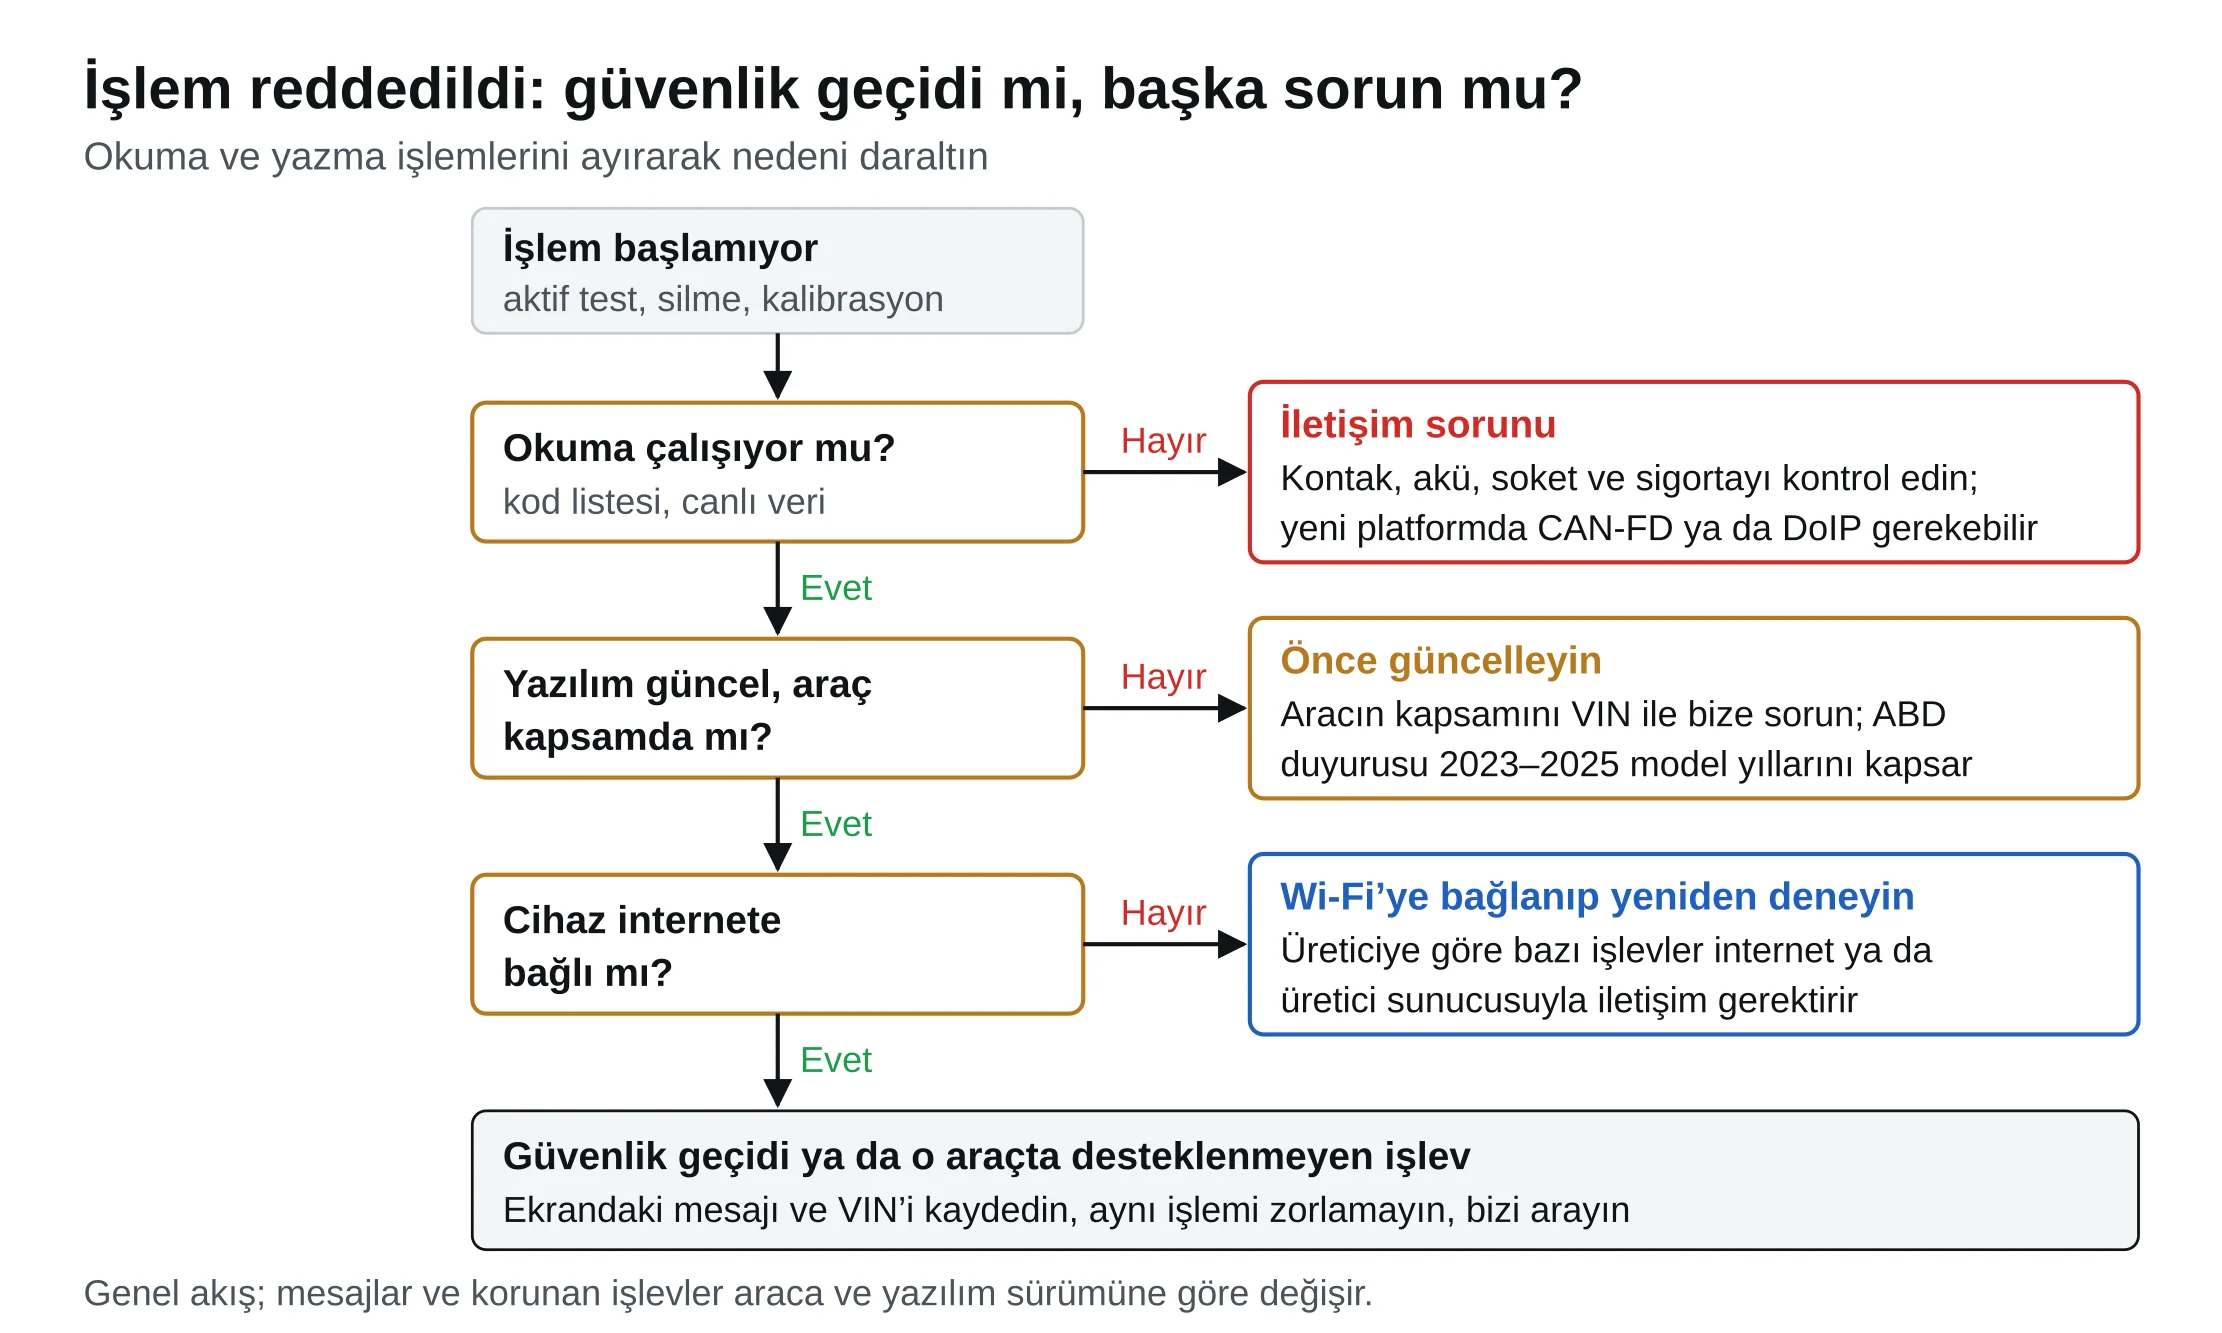 İşlem reddedildi: güvenlik geçidi mi, başka sorun mu?
Okuma ve yazma işlemlerini ayırarak nedeni daraltın
İşlem başlamıyor
aktif test, silme, kalibrasyon
Okuma çalışıyor mu?
kod listesi, canlı veri
Hayır
İletişim sorunu
Kontak, akü, soket ve sigortayı kontrol edin;
yeni platformda CAN-FD ya da DoIP gerekebilir
Evet
Yazılım güncel, araç
kapsamda mı?
Hayır
Önce güncelleyin
Aracın kapsamını VIN ile bize sorun; ABD
duyurusu 2023–2025 model yıllarını kapsar
Evet
Cihaz internete
bağlı mı?
Hayır
Wi-Fi’ye bağlanıp yeniden deneyin
Üreticiye göre bazı işlevler internet ya da
üretici sunucusuyla iletişim gerektirir
Evet
Güvenlik geçidi ya da o araçta desteklenmeyen işlev
Ekrandaki mesajı ve VIN’i kaydedin, aynı işlemi zorlamayın, bizi arayın
Genel akış; mesajlar ve korunan işlevler araca ve yazılım sürümüne göre değişir.